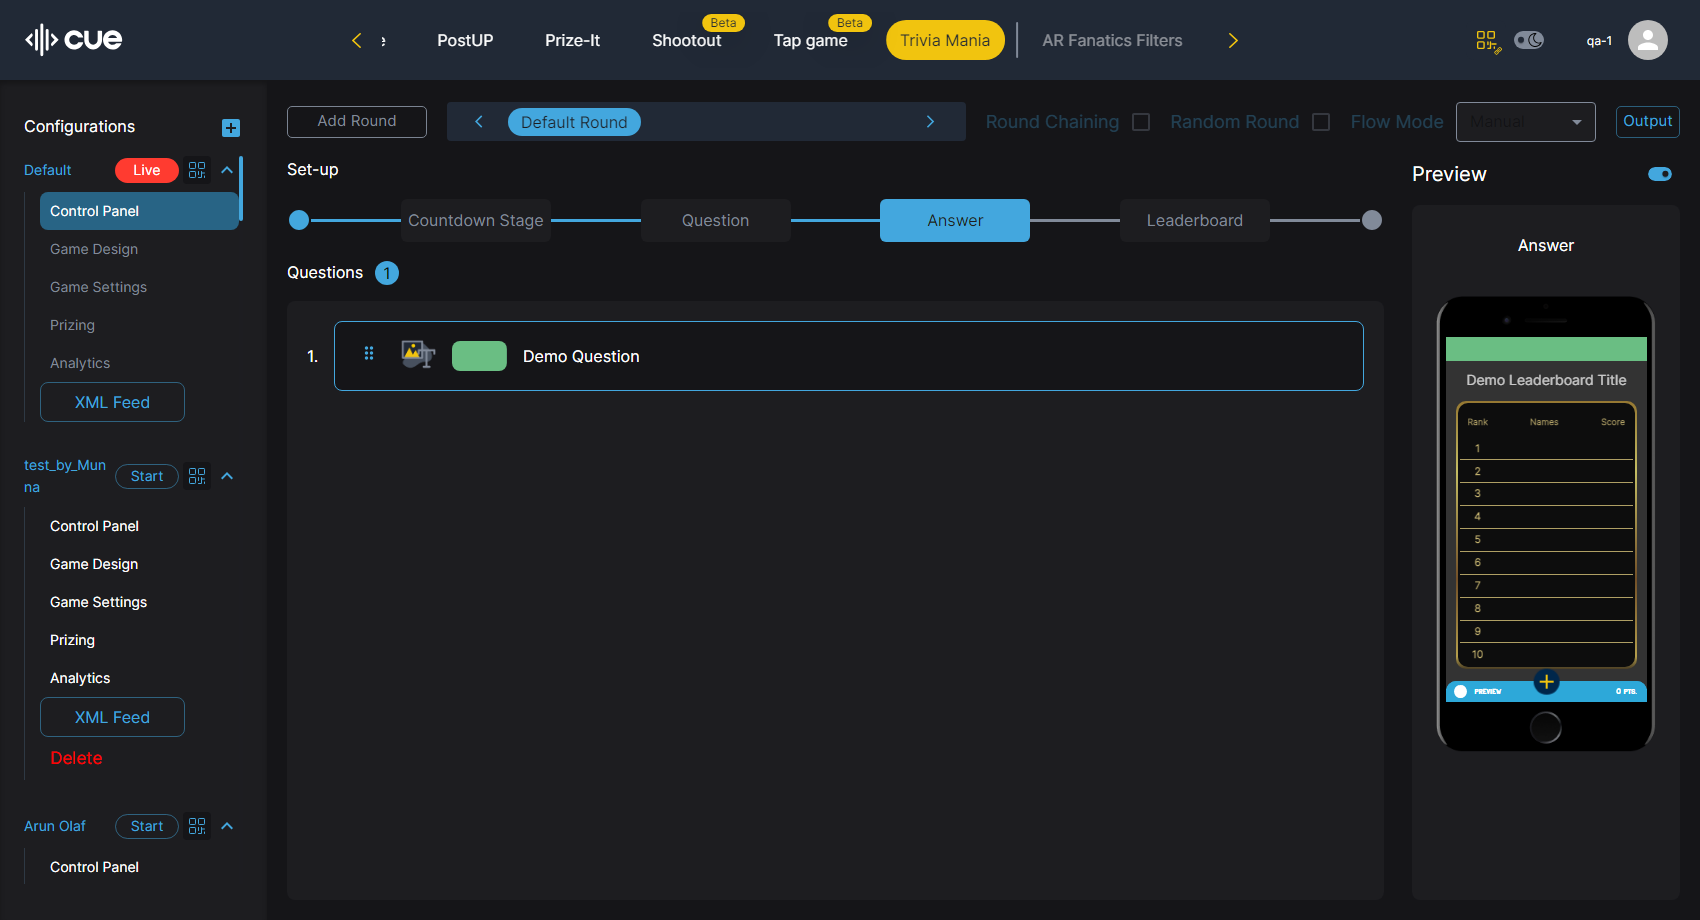 cue
e
PostUP
Prize-It
Shootout
Beta
Tap game
Beta
Trivia Mania
AR Fanatics Filters
qa-1
Configurations
Default
Live
Control Panel
Game Design
Game Settings
Prizing
Analytics
XML Feed
test_by_Mun
na
Start
Control Panel
Game Design
Game Settings
Prizing
Analytics
XML Feed
Delete
Arun Olaf
Start
Control Panel
Add Round
Default Round
Round Chaining
Random Round
Flow Mode
Manual
Output
Set-up
Countdown Stage
Question
Answer
Leaderboard
Questions 1
1.
Demo Question
Preview
Answer
Demo Leaderboard Title
Rank Names Score
1
2
3
4
5
6
7
8
9
10
PREVIEW
0 PTS.